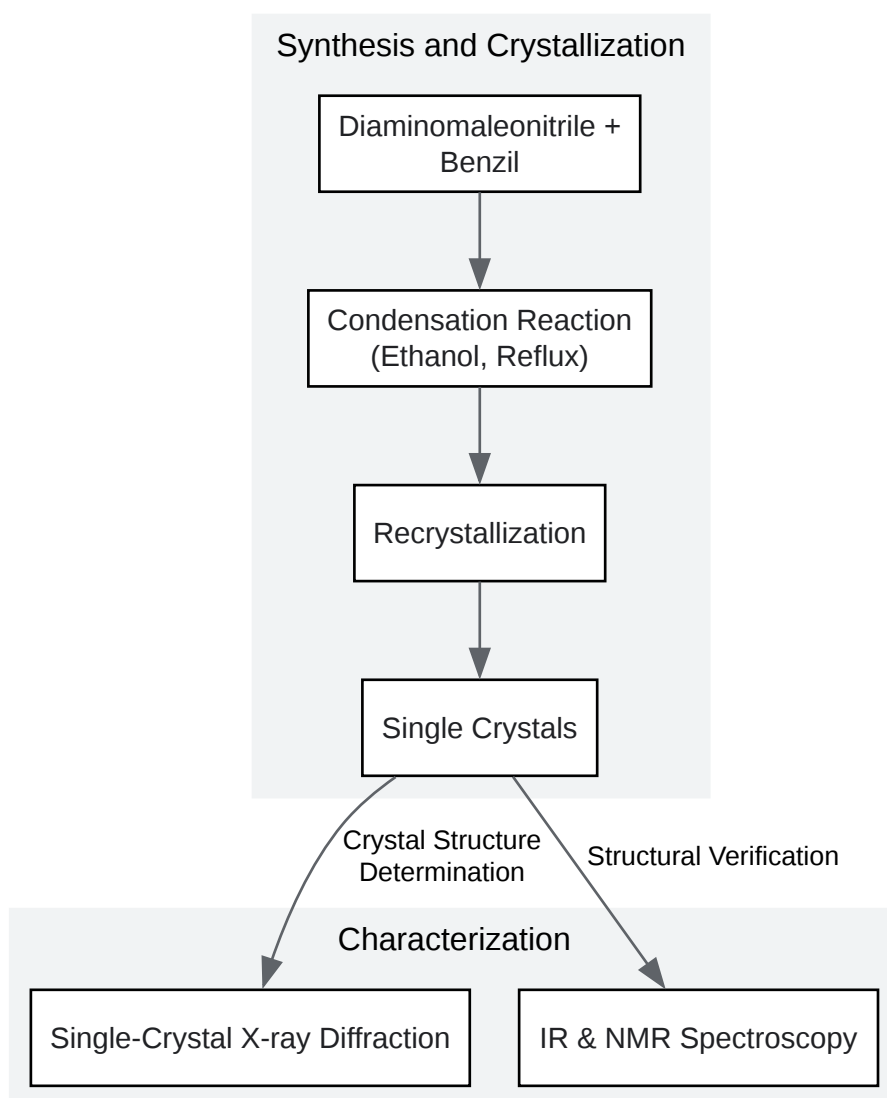 Synthesis and Crystallization
Diaminomaleonitrile +
Benzil
Condensation Reaction
(Ethanol, Reflux)
Recrystallization
Single Crystals
Crystal Structure
Determination
Structural Verification
Characterization
Single-Crystal X-ray Diffraction
IR & NMR Spectroscopy